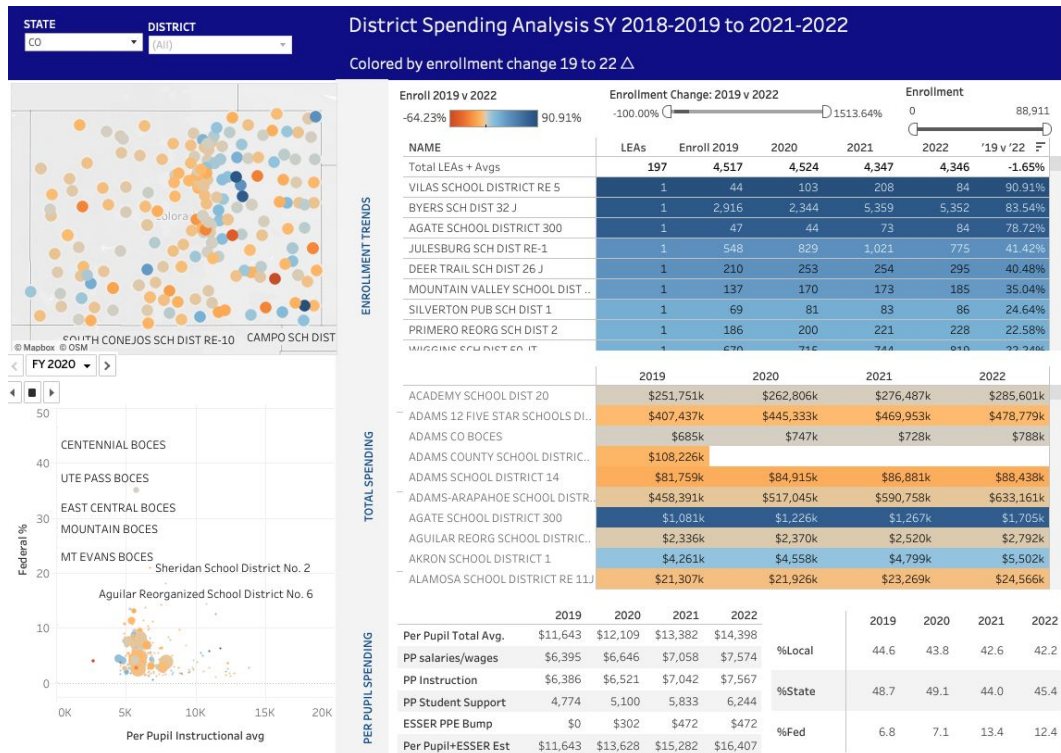 STATE
DISTRICT
CO
(All)
District Spending Analysis SY 2018-2019 to 2021-2022
Colored by enrollment change 19 to 22 △
Colora
SOUTH CONEJOS SCH DIST RE-10 CAMPO SCH DIST
© Mapbox © OSM
FY 2020
50
40
30
20
10
0
Federal %
CENTENNIAL BOCES
UTE PASS BOCES
EAST CENTRAL BOCES
MOUNTAIN BOCES
MT EVANS BOCES
Sheridan School District No. 2
Aguilar Reorganized School District No. 6
0K 5K 10K 15K 20K
Per Pupil Instructional avg
ENROLLMENT TRENDS
Enroll 2019 v 2022
-64.23% 90.91%
Enrollment Change: 2019 v 2022
-100.00% 1513.64%
Enrollment
0 88,911
NAME LEAs Enroll 2019 2020 2021 2022 '19 v '22
Total LEAs + Avgs 197 4,517 4,524 4,347 4,346 -1.65%
VILAS SCHOOL DISTRICT RE 5 1 44 103 208 84 90.91%
BYERS SCH DIST 32 J 1 2,916 2,344 5,359 5,352 83.54%
AGATE SCHOOL DISTRICT 300 1 47 44 73 84 78.72%
JULESBURG SCH DIST RE-1 1 548 829 1,021 775 41.42%
DEER TRAIL SCH DIST 26 J 1 210 253 254 295 40.48%
MOUNTAIN VALLEY SCHOOL DIST .. 1 137 170 173 185 35.04%
SILVERTON PUB SCH DIST 1 1 69 81 83 86 24.64%
PRIMERO REORG SCH DIST 2 1 186 200 221 228 22.58%
WIGGINS SCH DIST 50 JT 1 670 715 744 819 22.24%
TOTAL SPENDING
2019 2020 2021 2022
ACADEMY SCHOOL DIST 20 $251,751k $262,806k $276,487k $285,601k
ADAMS 12 FIVE STAR SCHOOLS DI.. $407,437k $445,333k $469,953k $478,779k
ADAMS CO BOCES $685k $747k $728k $788k
ADAMS COUNTY SCHOOL DISTRIC.. $108,226k
ADAMS SCHOOL DISTRICT 14 $81,759k $84,915k $86,881k $88,438k
ADAMS-ARAPAHOE SCHOOL DISTR.. $458,391k $517,045k $590,758k $633,161k
AGATE SCHOOL DISTRICT 300 $1,081k $1,226k $1,267k $1,705k
AGUILAR REORG SCHOOL DISTRIC.. $2,336k $2,370k $2,520k $2,792k
AKRON SCHOOL DISTRICT 1 $4,261k $4,558k $4,799k $5,502k
ALAMOSA SCHOOL DISTRICT RE 11J $21,307k $21,926k $23,269k $24,566k
PER PUPIL SPENDING
2019 2020 2021 2022
Per Pupil Total Avg. $11,643 $12,109 $13,382 $14,398
PP salaries/wages $6,395 $6,646 $7,058 $7,574
PP Instruction $6,386 $6,521 $7,042 $7,567
PP Student Support 4,774 5,100 5,833 6,244
ESSER PPE Bump $0 $302 $472 $472
Per Pupil+ESSER Est $11,643 $13,628 $15,282 $16,407
2019 2020 2021 2022
%Local 44.6 43.8 42.6 42.2
%State 48.7 49.1 44.0 45.4
%Fed 6.8 7.1 13.4 12.4